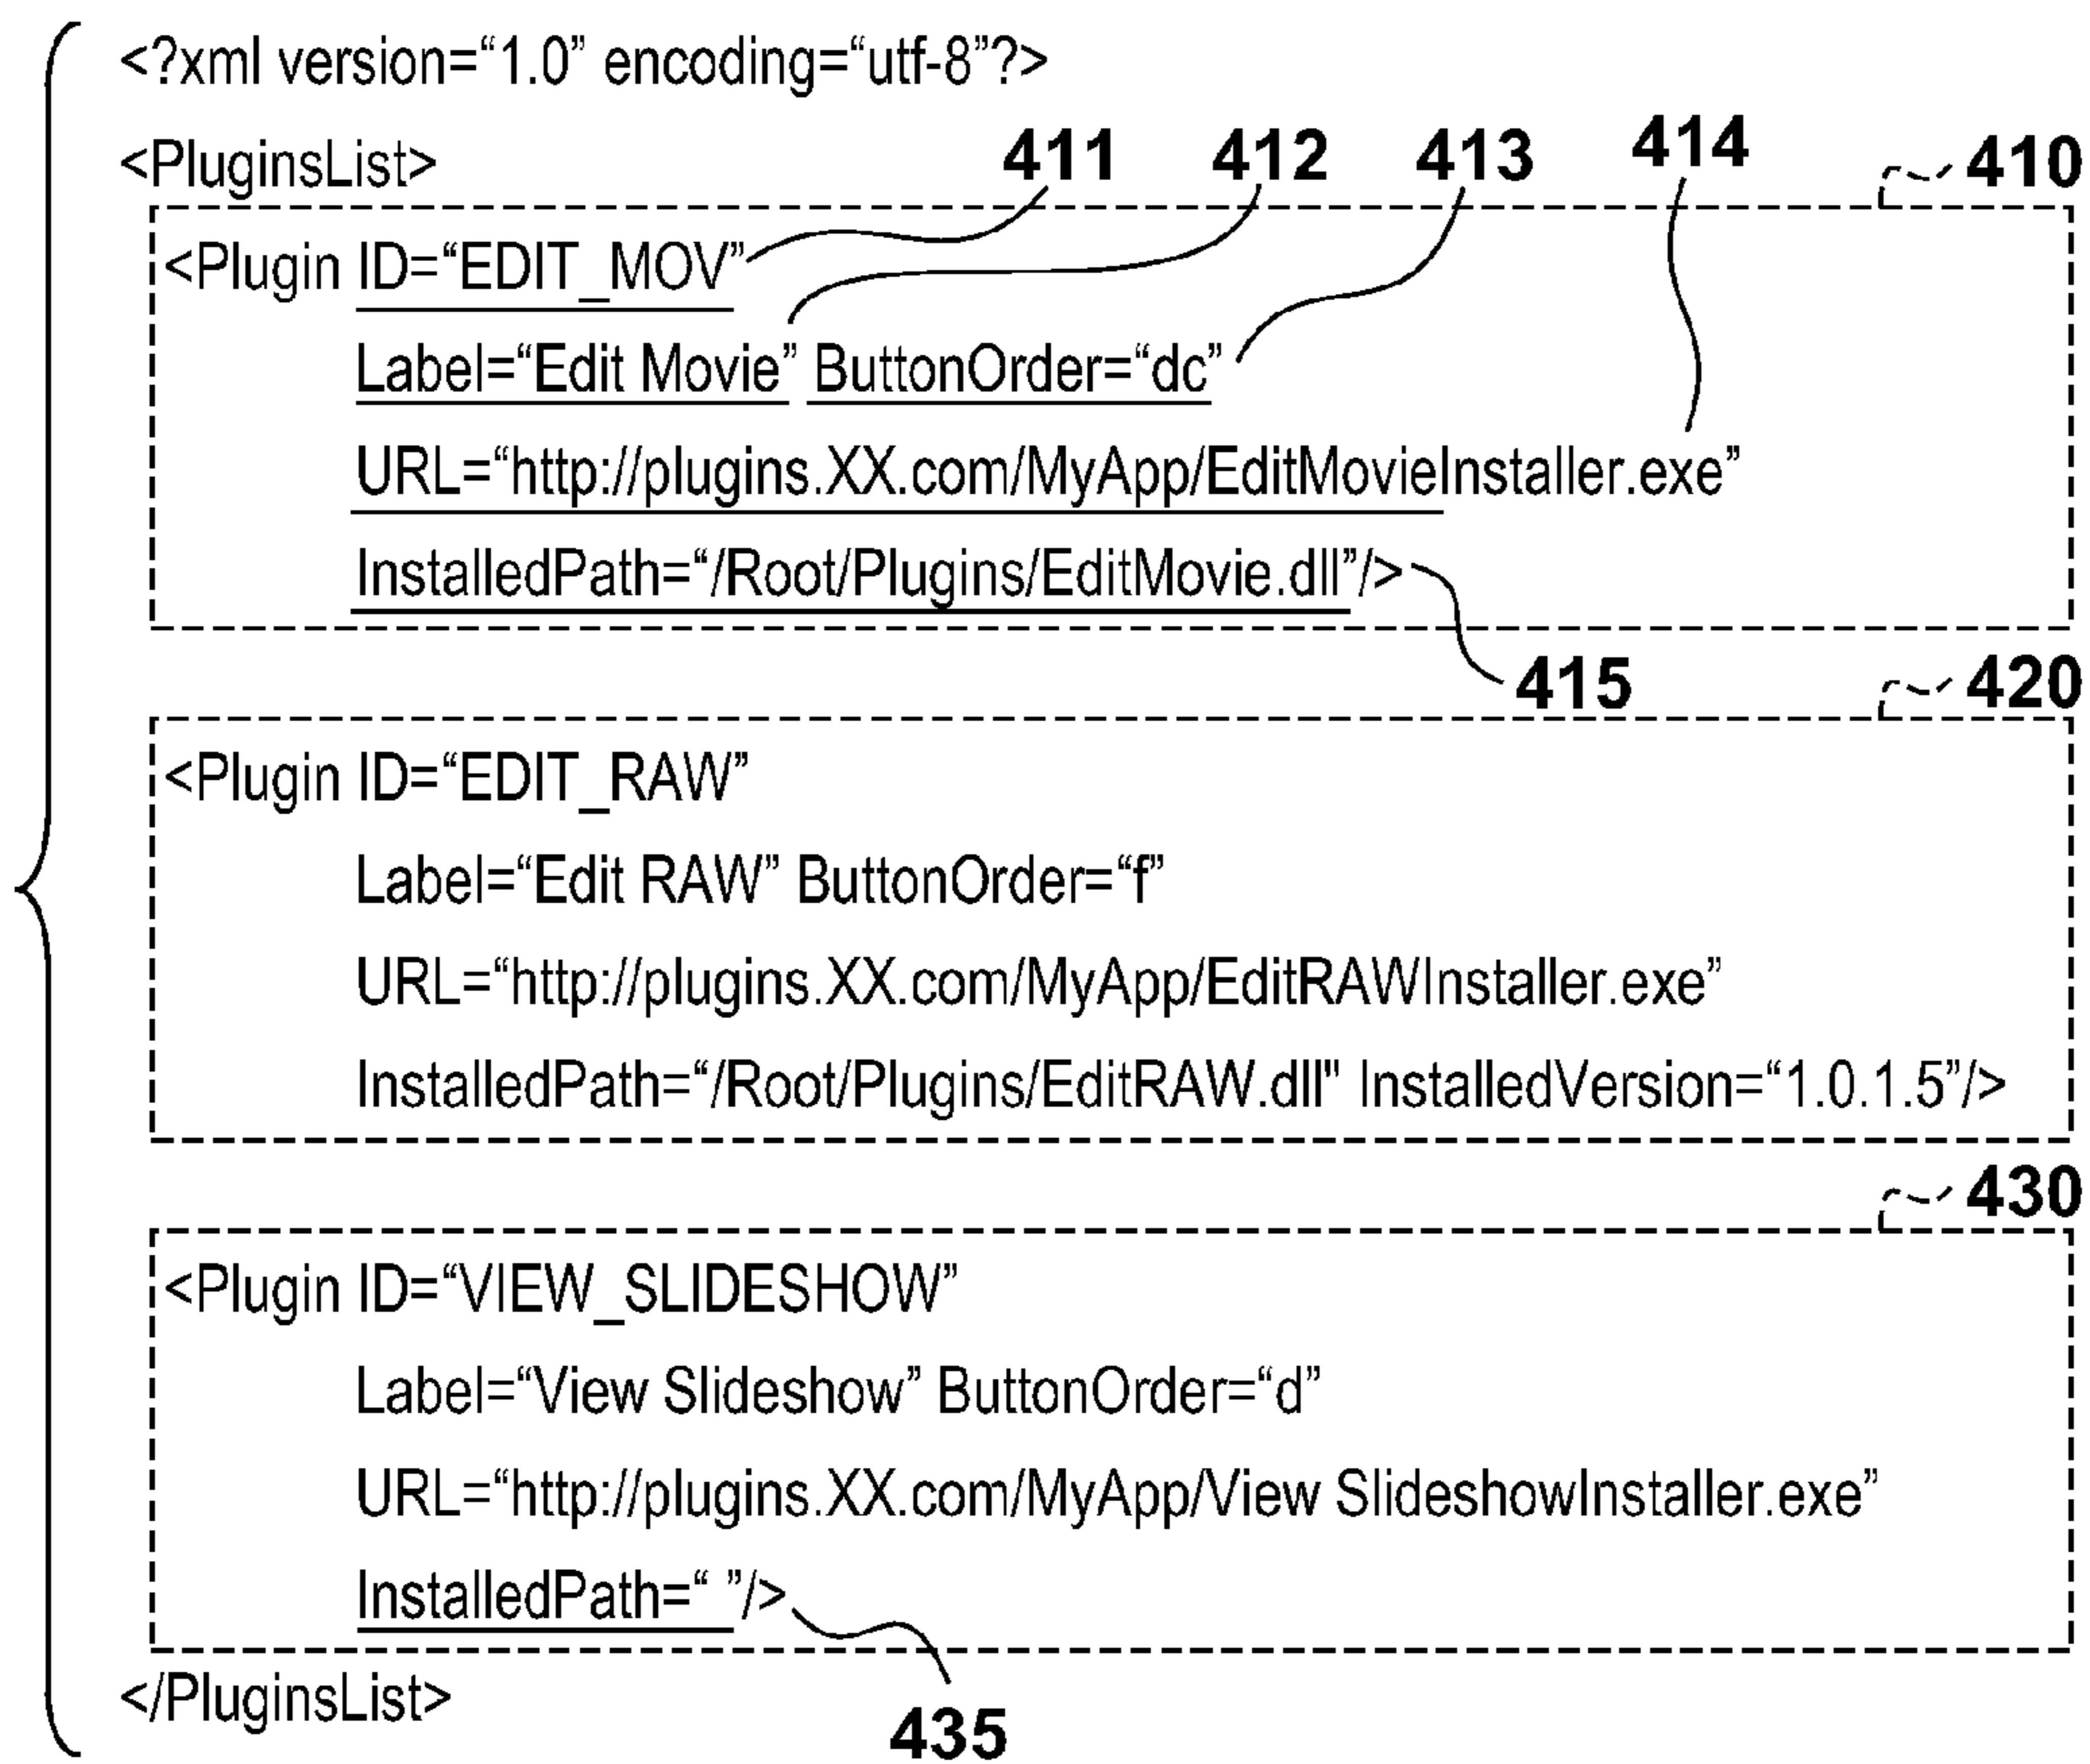 <?xml version=“1.0” encoding=“utf-8”?>
<PluginsList>
411 412 413 414 410
<Plugin ID=“EDIT_MOV”
Label=“Edit Movie” ButtonOrder=“dc”
URL=“http://plugins.XX.com/MyApp/EditMovieInstaller.exe”
InstalledPath=“/Root/Plugins/EditMovie.dll”/>
415
420
<Plugin ID=“EDIT_RAW”
Label=“Edit RAW” ButtonOrder=“f”
URL=“http://plugins.XX.com/MyApp/EditRAWInstaller.exe”
InstalledPath=“/Root/Plugins/EditRAW.dll" InstalledVersion=“1.0.1.5”/>
430
<Plugin ID=“VIEW_SLIDESHOW”
Label=“View Slideshow” ButtonOrder=“d”
URL=“http://plugins.XX.com/MyApp/View SlideshowInstaller.exe”
InstalledPath=“ ”/>
</PluginsList>
435